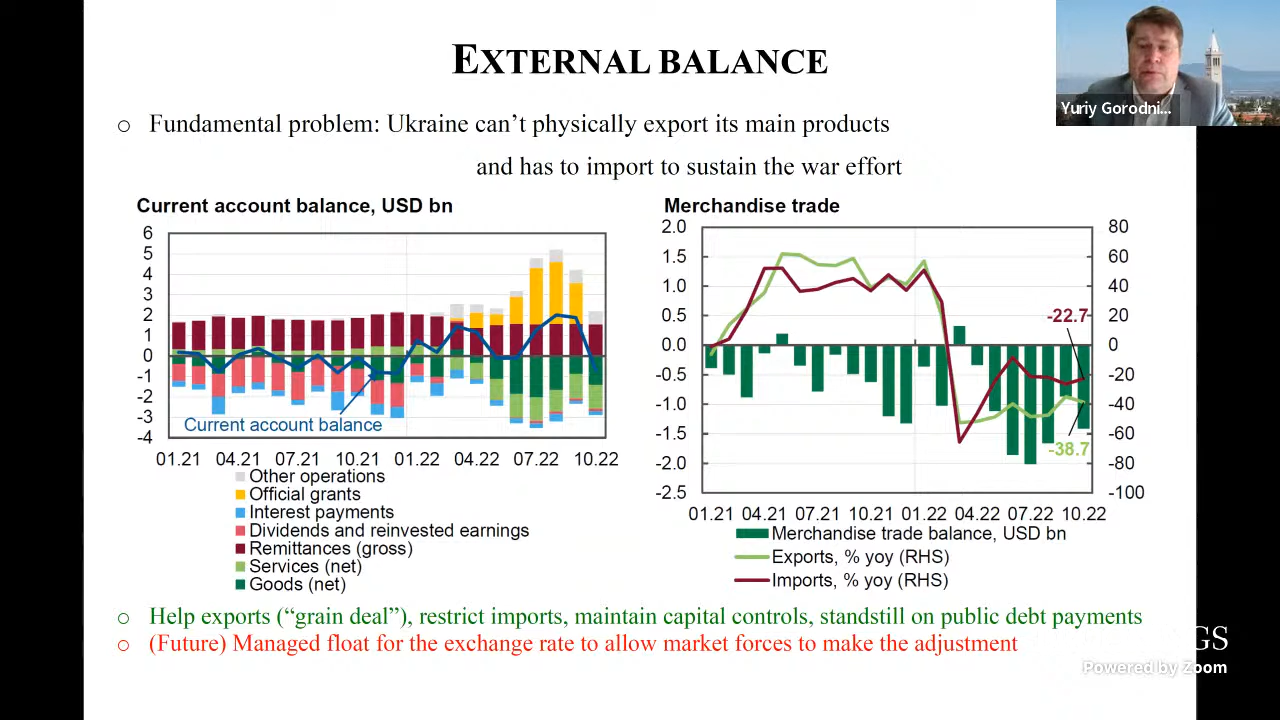 EXTERNAL BALANCE
Yuriy Gorodni...
○ Fundamental problem: Ukraine can’t physically export its main products
and has to import to sustain the war effort
Current account balance, USD bn
6
5
4
3
2
1
0
-1
-2
-3
-4
Current account balance
01.21 04.21 07.21 10.21 01.22 04.22 07.22 10.22
Other operations
Official grants
Interest payments
Dividends and reinvested earnings
Remittances (gross)
Services (net)
Goods (net)
Merchandise trade
2.0 80
1.5 60
1.0 40
0.5 20
0.0 0
-0.5 -20
-1.0 -40
-1.5 -60
-2.0 -80
-2.5 -100
-22.7
-38.7
01.21 04.21 07.21 10.21 01.22 04.22 07.22 10.22
Merchandise trade balance, USD bn
Exports, % yoy (RHS)
Imports, % yoy (RHS)
○ Help exports (“grain deal”), restrict imports, maintain capital controls, standstill on public debt payments
○ (Future) Managed float for the exchange rate to allow market forces to make the adjustment
GS
Powered by Zoom